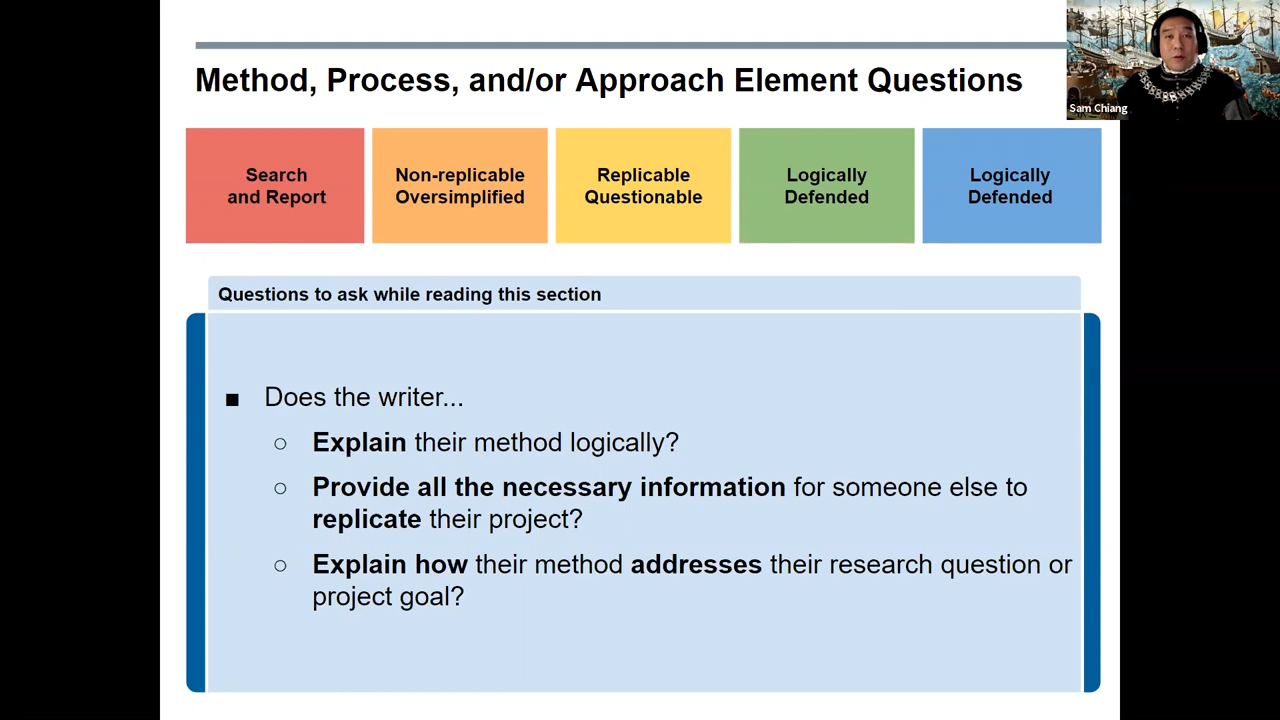 Method, Process, and/or Approach Element Questions
Sam Chiang
Search
and Report
Non-replicable
Oversimplified
Replicable
Questionable
Logically
Defended
Logically
Defended
Questions to ask while reading this section
■ Does the writer...
○ Explain their method logically?
○ Provide all the necessary information for someone else to
replicate their project?
○ Explain how their method addresses their research question or
project goal?